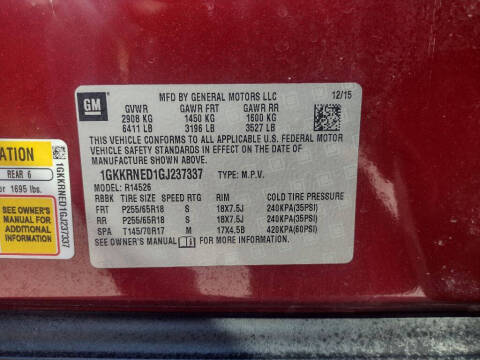 GM
MFD BY GENERAL MOTORS LLC 12/15
GVWR GAWR FRT GAWR RR
2908 KG 1450 KG 1600 KG
6411 LB 3196 LB 3527 LB
THIS VEHICLE CONFORMS TO ALL APPLICABLE U.S. FEDERAL MOTOR
VEHICLE SAFETY STANDARDS IN EFFECT ON THE DATE OF
MANUFACTURE SHOWN ABOVE.
1GKKRNED1GJ237337 TYPE: M.P.V.
MODEL: R14526
RBBK TIRE SIZE SPEED RTG RIM COLD TIRE PRESSURE
FRT P255/65R18 S 18X7.5J 240KPA(35PSI)
RR P255/65R18 S 18X7.5J 240KPA(35PSI)
SPA T145/70R17 M 17X4.5B 420KPA(60PSI)
SEE OWNER'S MANUAL FOR MORE INFORMATION.
ATION
REAR 6
r 1695 lbs.
SEE OWNER'S
MANUAL FOR
ADDITIONAL
INFORMATION
1GKKRNED1GJ237337